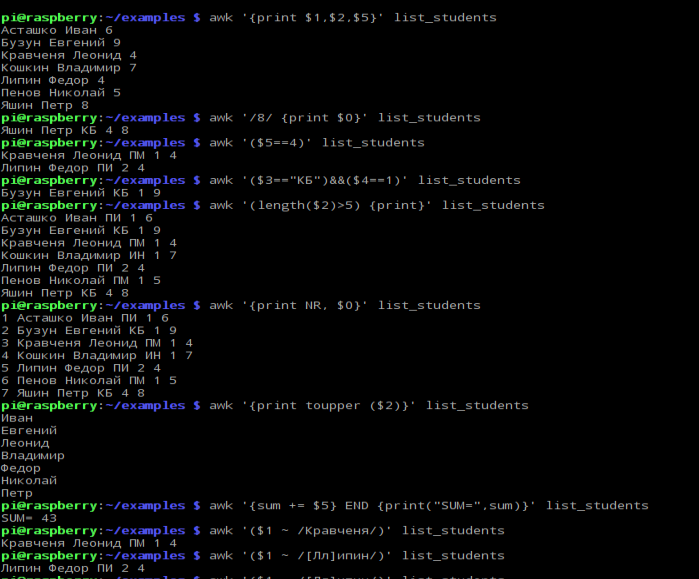 pi@raspberry:~/examples $ awk '{print $1,$2,$5}' list_students
Асташко Иван 6
Бузун Евгений 9
Кравченя Леонид 4
Кошкин Владимир 7
Липин Федор 4
Пенов Николай 5
Яшин Петр 8
pi@raspberry:~/examples $ awk '/8/ {print $0}' list_students
Яшин Петр КБ 4 8
pi@raspberry:~/examples $ awk '($5==4)' list_students
Кравченя Леонид ПМ 1 4
Липин Федор ПИ 2 4
pi@raspberry:~/examples $ awk '($3=="КБ")&&($4==1)' list_students
Бузун Евгений КБ 1 9
pi@raspberry:~/examples $ awk '(length($2)>5) {print}' list_students
Асташко Иван ПИ 1 6
Бузун Евгений КБ 1 9
Кравченя Леонид ПМ 1 4
Кошкин Владимир ИН 1 7
Липин Федор ПИ 2 4
Пенов Николай ПМ 1 5
Яшин Петр КБ 4 8
pi@raspberry:~/examples $ awk '{print NR, $0}' list_students
1 Асташко Иван ПИ 1 6
2 Бузун Евгений КБ 1 9
3 Кравченя Леонид ПМ 1 4
4 Кошкин Владимир ИН 1 7
5 Липин Федор ПИ 2 4
6 Пенов Николай ПМ 1 5
7 Яшин Петр КБ 4 8
pi@raspberry:~/examples $ awk '{print toupper ($2)}' list_students
Иван
Евгений
Леонид
Владимир
Федор
Николай
Петр
pi@raspberry:~/examples $ awk '{sum += $5} END {print("SUM=",sum)}' list_students
SUM= 43
pi@raspberry:~/examples $ awk '($1 ~ /Кравченя/)' list_students
Кравченя Леонид ПМ 1 4
pi@raspberry:~/examples $ awk '($1 ~ /[Лл]ипин/)' list_students
Липин Федор ПИ 2 4